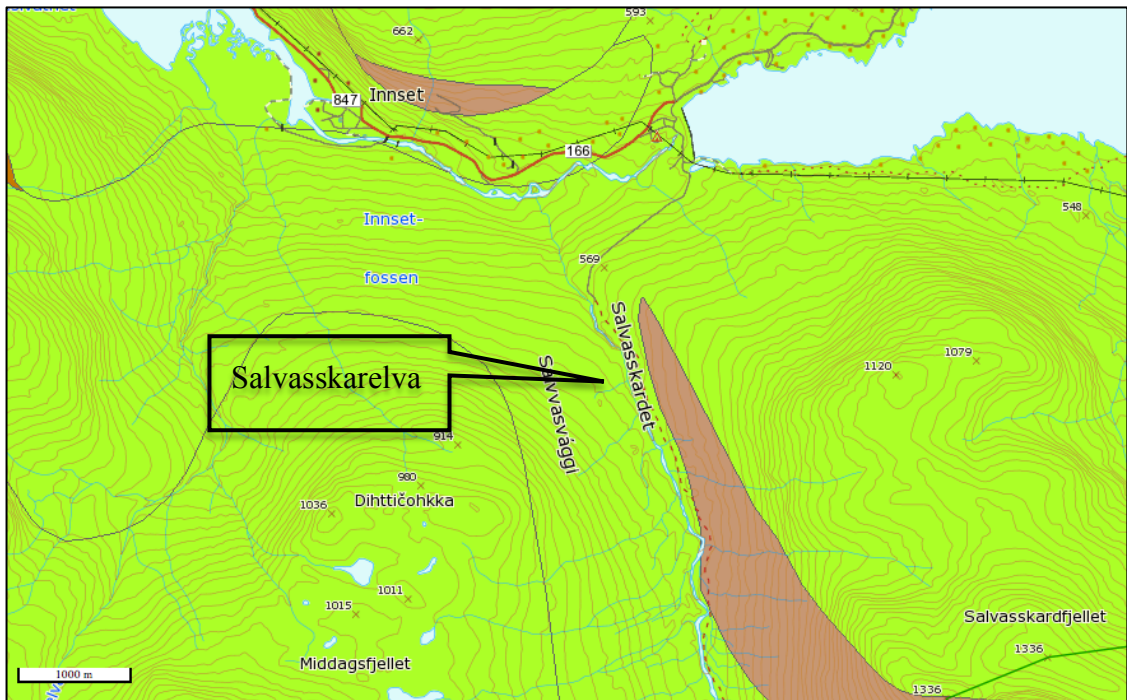 593
662
847
Innset
166
Innset-
fossen
548
569
Salvasskardet
Salvasskarelva
Sávvasvággi
1079
1120
914
980
1036
Dihttičohkka
1011
1015
Salvasskardfjellet
Middagsfjellet
1336
1336
1000 m